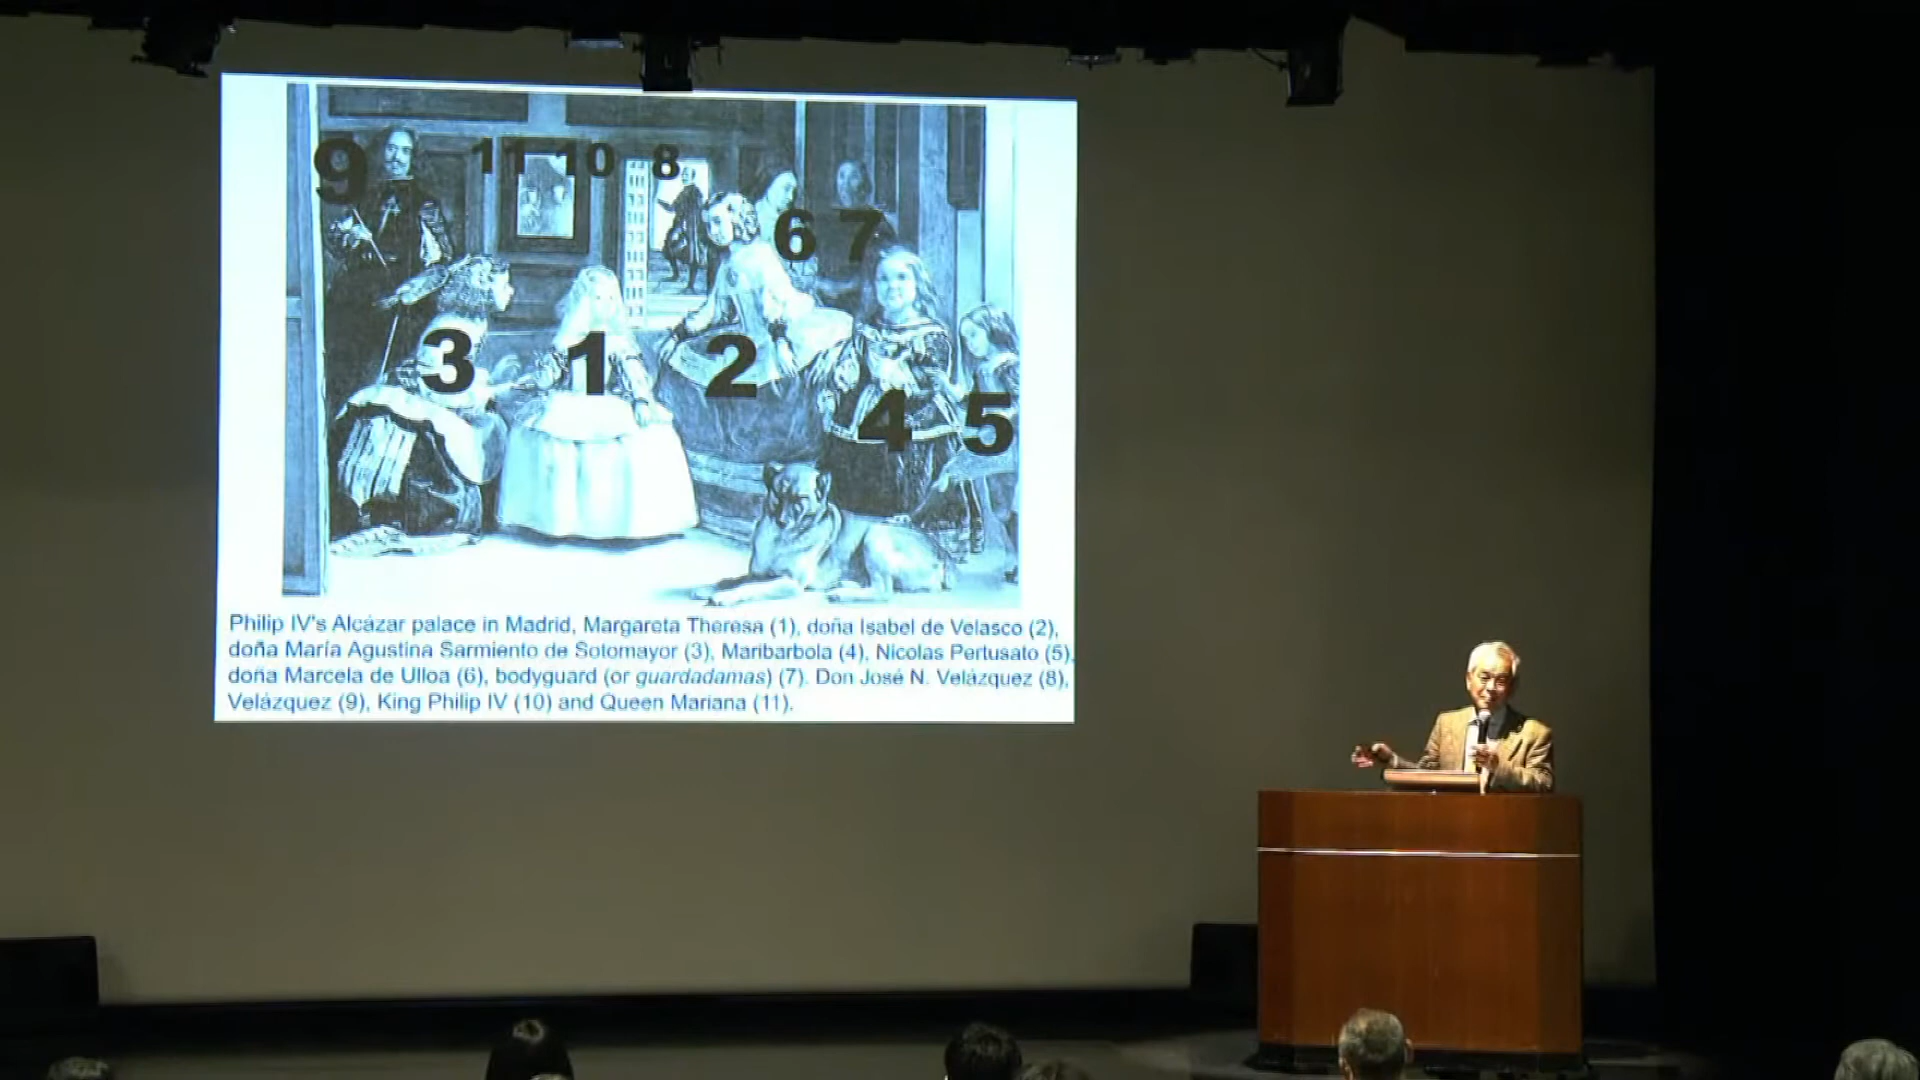 9 11 10 8
6 7
3 1 2
4 5
Philip IV's Alcázar palace in Madrid, Margareta Theresa (1), doña Isabel de Velasco (2),
doña María Agustina Sarmiento de Sotomayor (3), Maribarbola (4), Nicolas Pertusato (5),
doña Marcela de Ulloa (6), bodyguard (or guardadamas) (7). Don José N. Velázquez (8),
Velázquez (9), King Philip IV (10) and Queen Mariana (11).